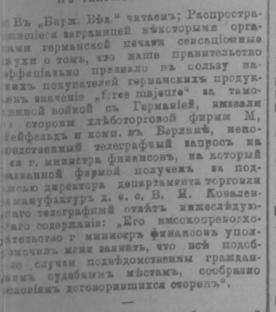 Въ „Бирж. Вѣд.“ читаемъ; Распростра-
нившіеся заграницей нѣкоторыми орга-
нами германской печати сенсаціонные
слухи о томъ, что наше правительство
оффиціально признало въ пользу на-
шихъ покупателей германскихъ продук-
товъ значеніе „force majeure“ за тамо-
женной войной съ Германіей, вызвали
со стороны хлѣботорговой фирмы М,
и комп. въ Берлинѣ, непо-
средственный телеграфный запросъ на
имя г. министра финансовъ, на который
названной фирмой полученъ за под-
писью директора департамента торговли
и мануфактуръ д. с. с. В. И. Ковалев-
скаго телеграфный отвѣтъ нижеслѣдую-
щаго содержанія: „Его высокопревосхо-
дительство г министръ финансовъ упол-
номочилъ меня заявить, что всѣ подоб-
ные случаи подвѣдомственны граждан-
скимъ судебнымъ мѣстамъ, сообразно
условіямъ договорившихся сторонъ“.